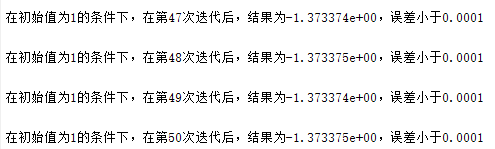 在初始值为1的条件下，在第47次迭代后，结果为-1.373374e+00，误差小于0.0001
在初始值为1的条件下，在第48次迭代后，结果为-1.373375e+00，误差小于0.0001
在初始值为1的条件下，在第49次迭代后，结果为-1.373374e+00，误差小于0.0001
在初始值为1的条件下，在第50次迭代后，结果为-1.373375e+00，误差小于0.0001